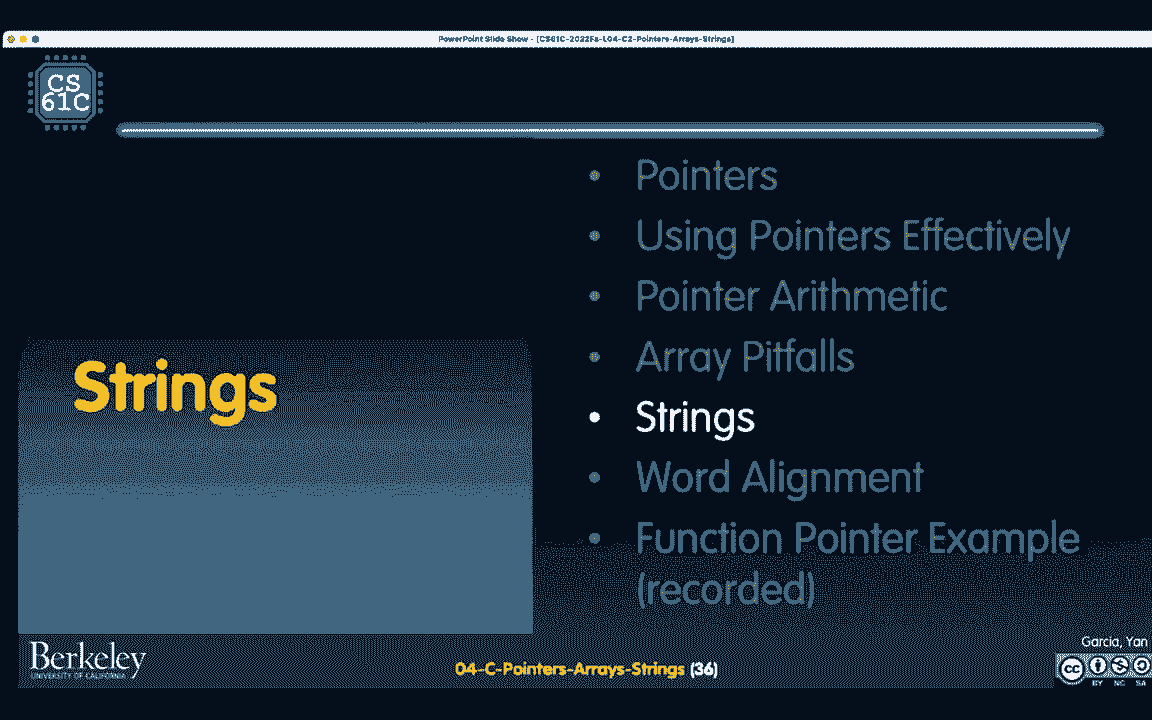 PowerPoint Slide Show - [CS61C-2022Fa-L04-C2-Pointers-Arrays-Strings]
CS
61C
Strings
• Pointers
• Using Pointers Effectively
• Pointer Arithmetic
• Array Pitfalls
• Strings
• Word Alignment
• Function Pointer Example
(recorded)
Berkeley
UNIVERSITY OF CALIFORNIA
04-C-Pointers-Arrays-Strings (36)
Garcia, Yan
cc
BY NC SA